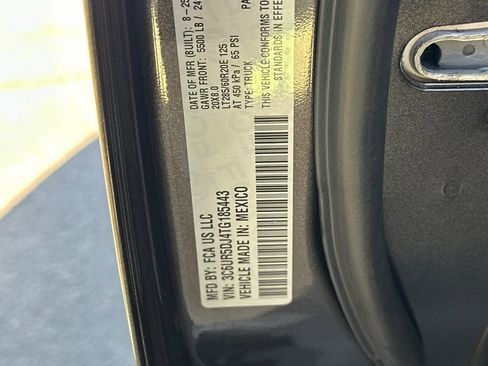 MFD BY: FCA US LLC
DATE OF MFR (BUILT): 8-25
GAWR FRONT: 5500 LB / 24
20X8.0
LT285/60R20E 125
AT 450 kPa / 65 PSI
TYPE: TRUCK
PA
THIS VEHICLE CONFORMS TO
STANDARDS IN EFFE
VIN: 3C6UR5DJ4TG185443
VEHICLE MADE IN: MEXICO